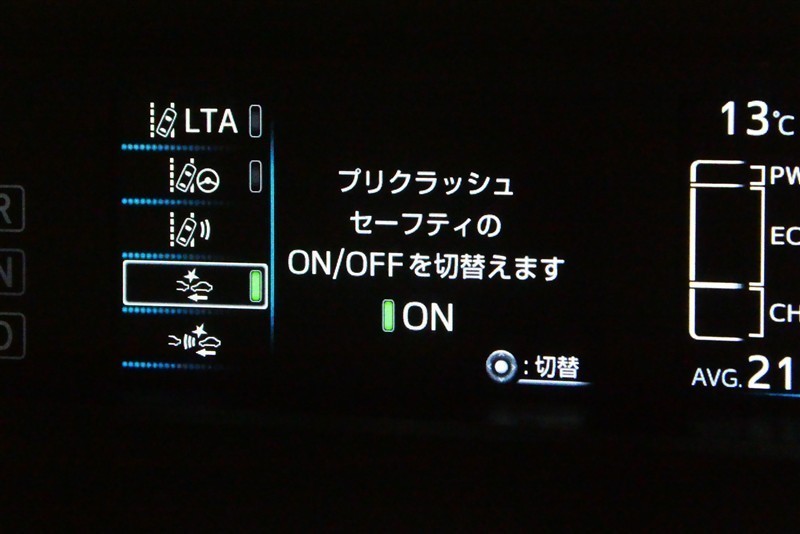 LTA
プリクラッシュ
セーフティの
ON/OFFを切替えます
ON
:切替
13℃
PW
EC
CH
AVG.21
R
N
D